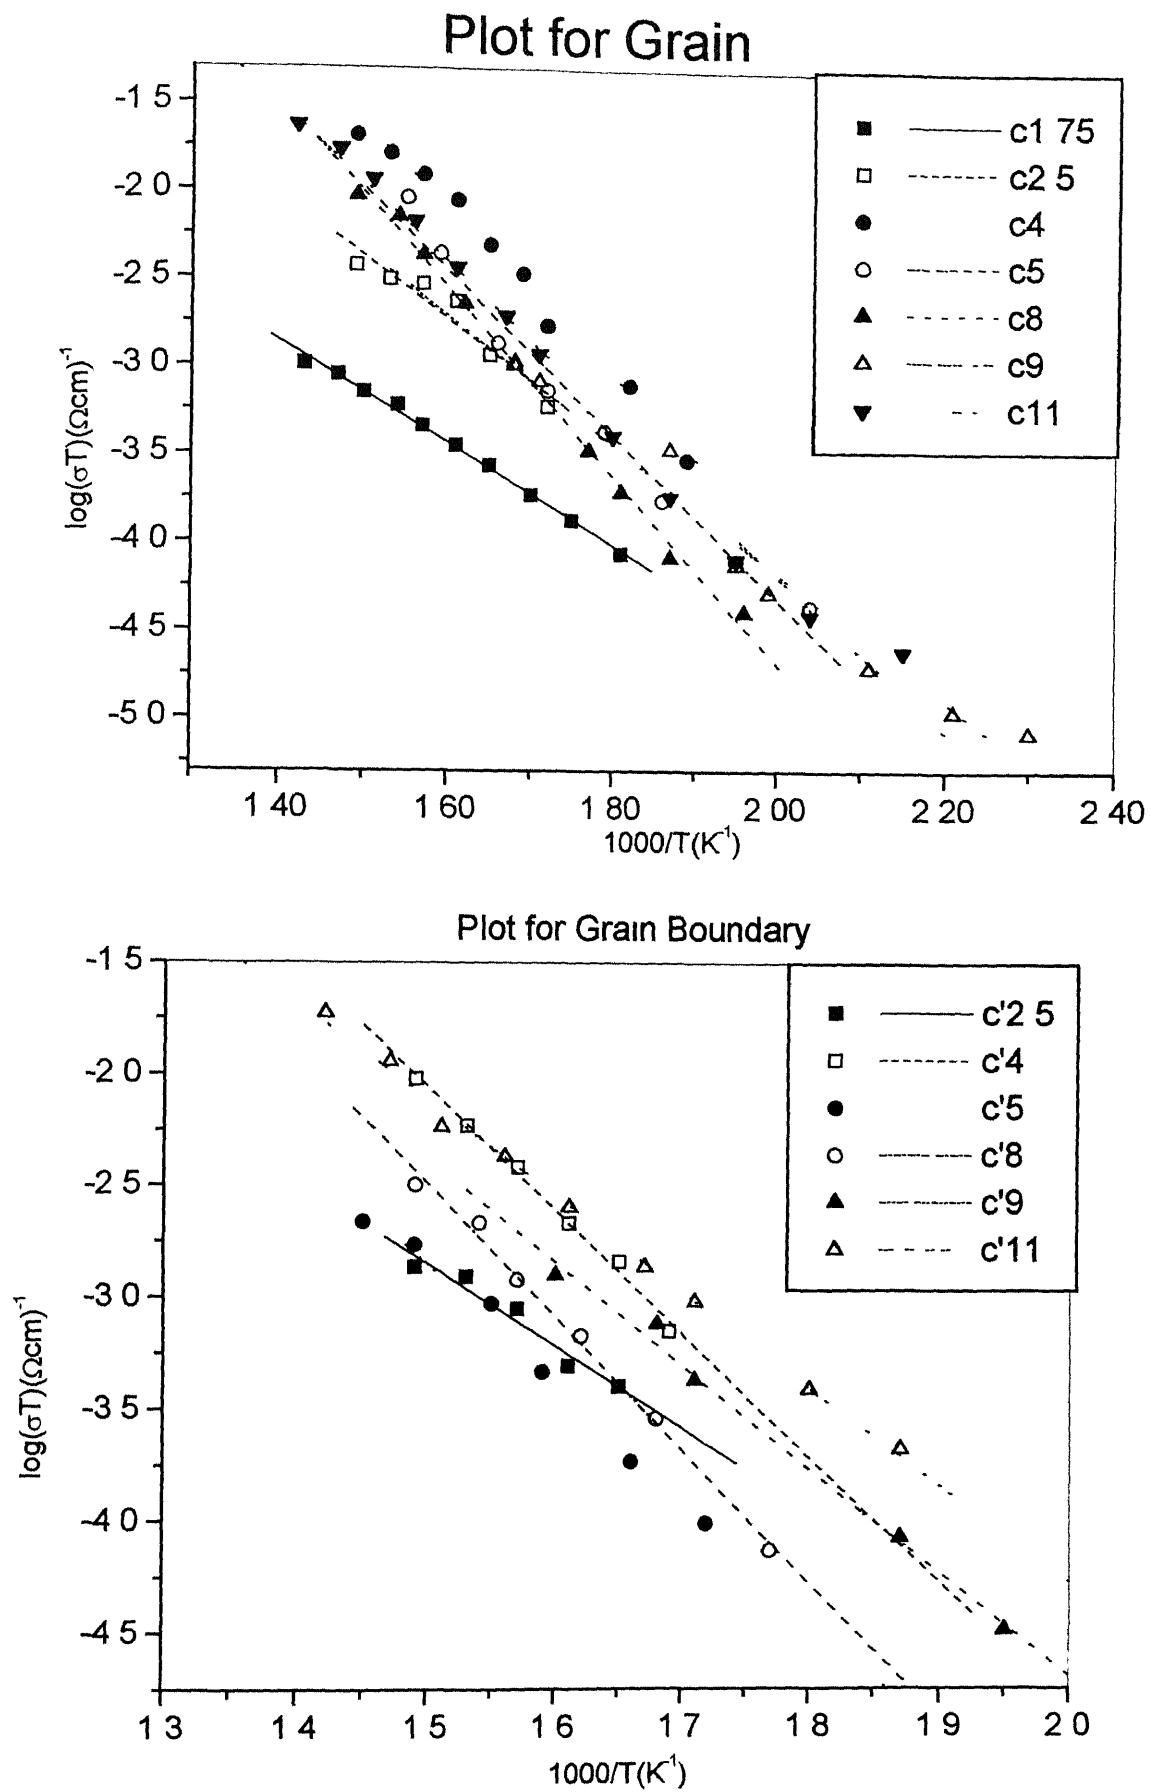 Plot for Grain
-1 5
-2 0
-2 5
-3 0
-3 5
-4 0
-4 5
-5 0
log(σT)(Ωcm)⁻¹
c1 75
c2 5
c4
c5
c8
c9
c11
1 40
1 60
1 80
2 00
2 20
2 40
1000/T(K⁻¹)
Plot for Grain Boundary
-1 5
-2 0
-2 5
-3 0
-3 5
-4 0
-4 5
log(σT)(Ωcm)⁻¹
c'2 5
c'4
c'5
c'8
c'9
c'11
1 3
1 4
1 5
1 6
1 7
1 8
1 9
2 0
1000/T(K⁻¹)